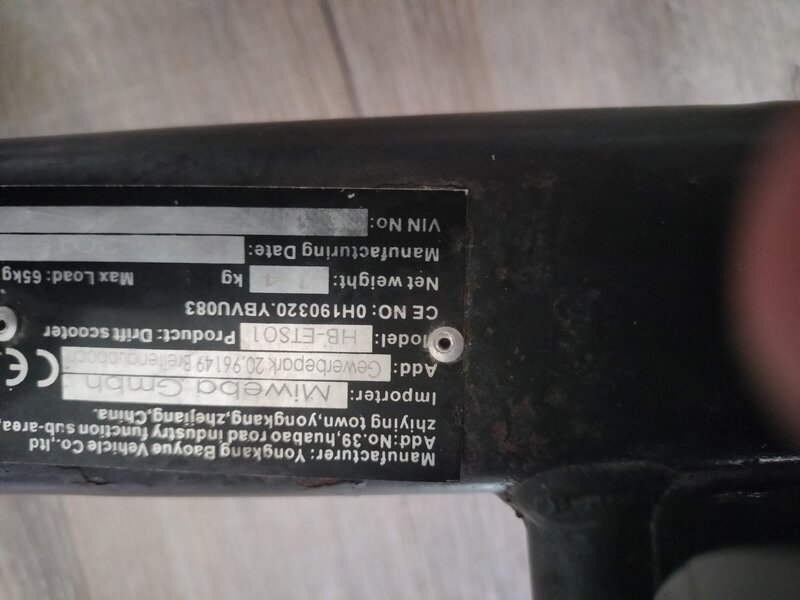 Manufacturer: Yongkang Baoyue Vehicle Co.,ltd
Add:No.39,huabao road industry function sub-area,
zhiying town,yongkang,zhejiang,China.
Importer: Miweba Gmbh
Add: Gewerbepark 20.96149 Breitengüßbach
Model: HB-ETS01 Product: Drift scooter
CE NO: 0H190320.YBVU083
Net weight: 14 kg Max Load: 65kg
Manufacturing Date:
VIN No:
CE